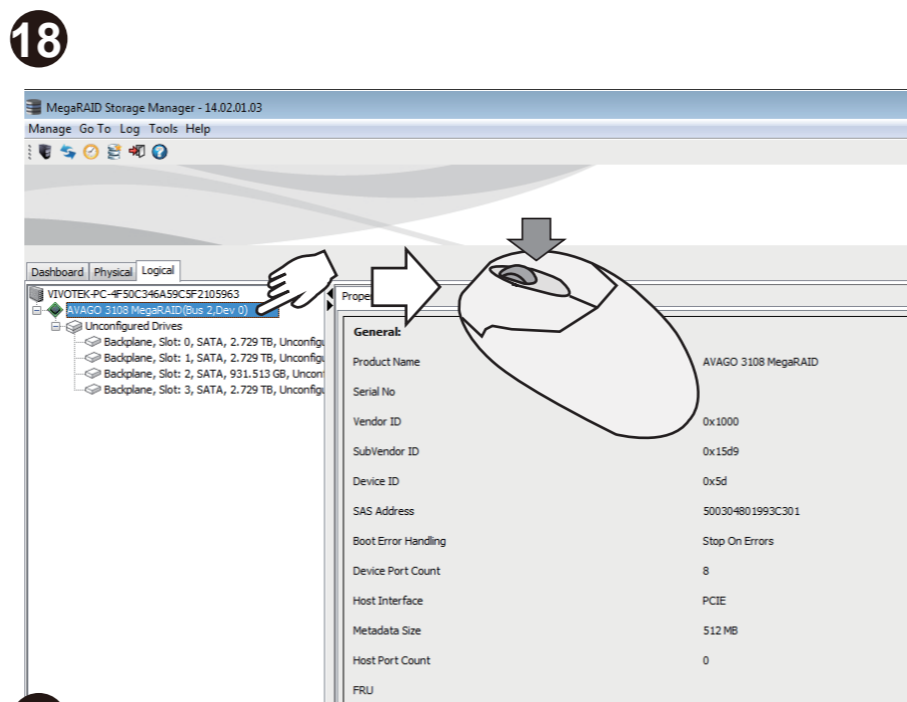 18
MegaRAID Storage Manager - 14.02.01.03
Manage Go To Log Tools Help
Dashboard Physical Logical
VIVOTEK-PC-4F50C346A59C5F2105963
AVAGO 3108 MegaRAID(Bus 2,Dev 0)
Unconfigured Drives
Backplane, Slot: 0, SATA, 2.729 TB, Unconfigu
Backplane, Slot: 1, SATA, 2.729 TB, Unconfigu
Backplane, Slot: 2, SATA, 931.513 GB, Unconf
Backplane, Slot: 3, SATA, 2.729 TB, Unconfigu
Prope
General:
Product Name AVAGO 3108 MegaRAID
Serial No
Vendor ID 0x1000
SubVendor ID 0x15d9
Device ID 0x5d
SAS Address 500304801993C301
Boot Error Handling Stop On Errors
Device Port Count 8
Host Interface PCIE
Metadata Size 512 MB
Host Port Count 0
FRU